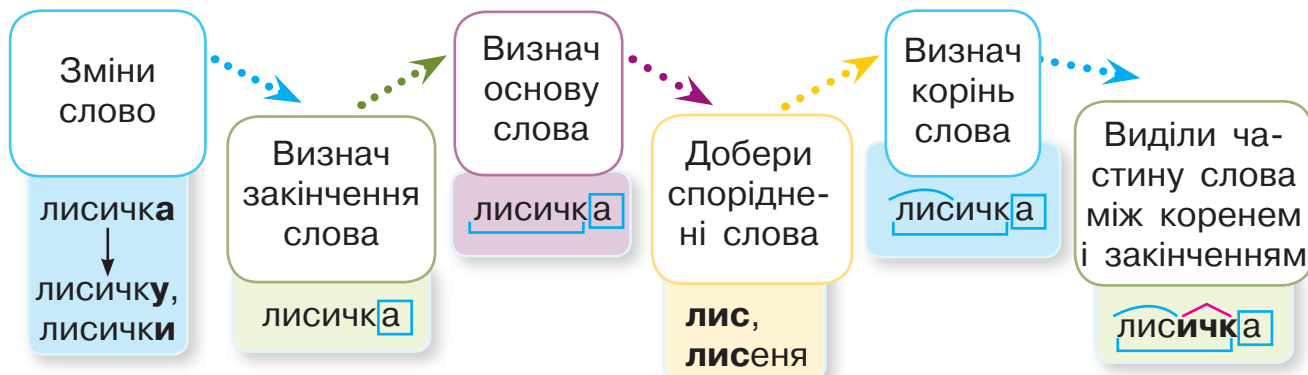 Зміни
слово
лисичка
лисичку,
лисички
Визнач
закінчення
слова
лисичка
Визнач
основу
слова
лисичка
Добери
спорідне-
ні слова
лис,
лисеня
Визнач
корінь
слова
лисичка
Виділи ча-
стину слова
між коренем
і закінченням
лисичка